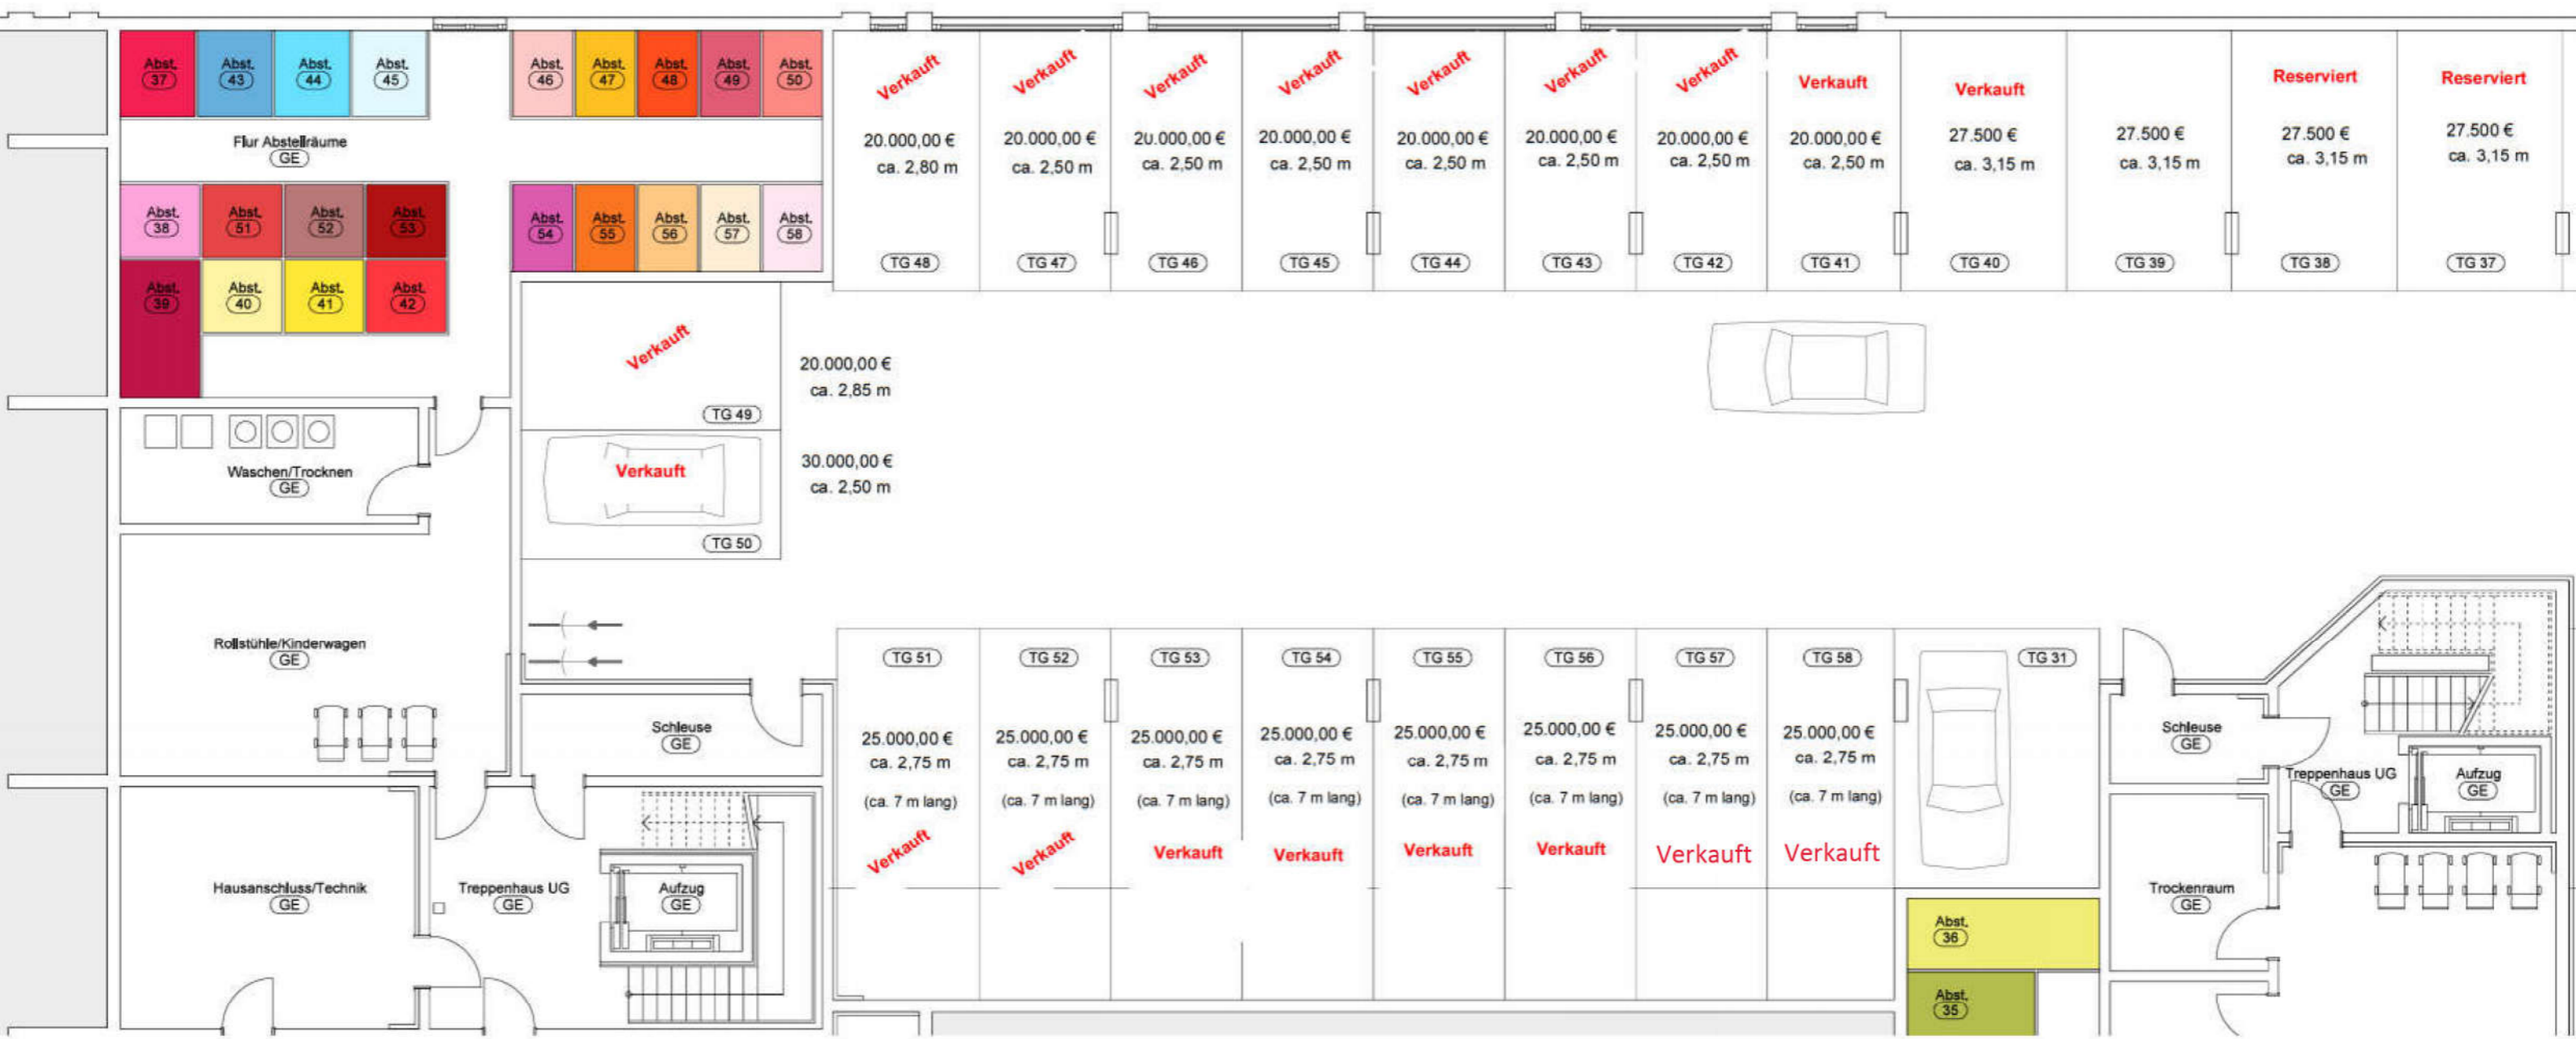 Abst.
37
Abst.
43
Abst.
44
Abst.
45
Abst.
46
Abst.
47
Abst.
48
Abst.
49
Abst.
50
Flur Abstellräume
GE
Abst.
38
Abst.
51
Abst.
52
Abst.
53
Abst.
54
Abst.
55
Abst.
56
Abst.
57
Abst.
58
Abst.
39
Abst.
40
Abst.
41
Abst.
42
Verkauft
20.000,00 €
ca. 2,80 m
TG 48
Verkauft
20.000,00 €
ca. 2,50 m
TG 47
Verkauft
20.000,00 €
ca. 2,50 m
TG 46
Verkauft
20.000,00 €
ca. 2,50 m
TG 45
Verkauft
20.000,00 €
ca. 2,50 m
TG 44
Verkauft
20.000,00 €
ca. 2,50 m
TG 43
Verkauft
20.000,00 €
ca. 2,50 m
TG 42
Verkauft
20.000,00 €
ca. 2,50 m
TG 41
Verkauft
27.500 €
ca. 3,15 m
TG 40
27.500 €
ca. 3,15 m
TG 39
Reserviert
27.500 €
ca. 3,15 m
TG 38
Reserviert
27.500 €
ca. 3,15 m
TG 37
Verkauft
TG 49
20.000,00 €
ca. 2,85 m
Verkauft
TG 50
30.000,00 €
ca. 2,50 m
Waschen/Trocknen
GE
Rollstühle/Kinderwagen
GE
Schleuse
GE
Hausanschluss/Technik
GE
Treppenhaus UG
GE
Aufzug
GE
TG 51
25.000,00 €
ca. 2,75 m
(ca. 7 m lang)
Verkauft
TG 52
25.000,00 €
ca. 2,75 m
(ca. 7 m lang)
Verkauft
TG 53
25.000,00 €
ca. 2,75 m
(ca. 7 m lang)
Verkauft
TG 54
25.000,00 €
ca. 2,75 m
(ca. 7 m lang)
Verkauft
TG 55
25.000,00 €
ca. 2,75 m
(ca. 7 m lang)
Verkauft
TG 56
25.000,00 €
ca. 2,75 m
(ca. 7 m lang)
Verkauft
TG 57
25.000,00 €
ca. 2,75 m
(ca. 7 m lang)
Verkauft
TG 58
25.000,00 €
ca. 2,75 m
(ca. 7 m lang)
Verkauft
TG 31
Abst.
36
Abst.
35
Schleuse
GE
Treppenhaus UG
GE
Aufzug
GE
Trockenraum
GE